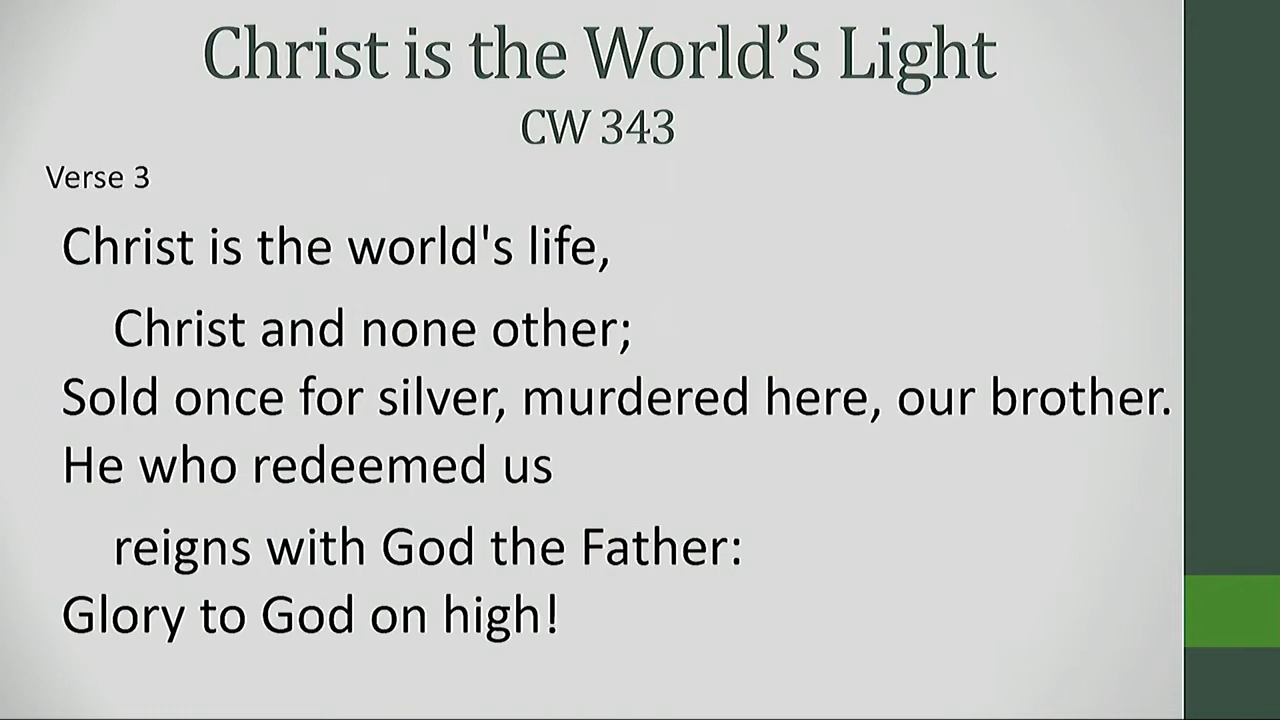 Christ is the World’s Light
CW 343
Verse 3
Christ is the world's life,
Christ and none other;
Sold once for silver, murdered here, our brother.
He who redeemed us
reigns with God the Father:
Glory to God on high!